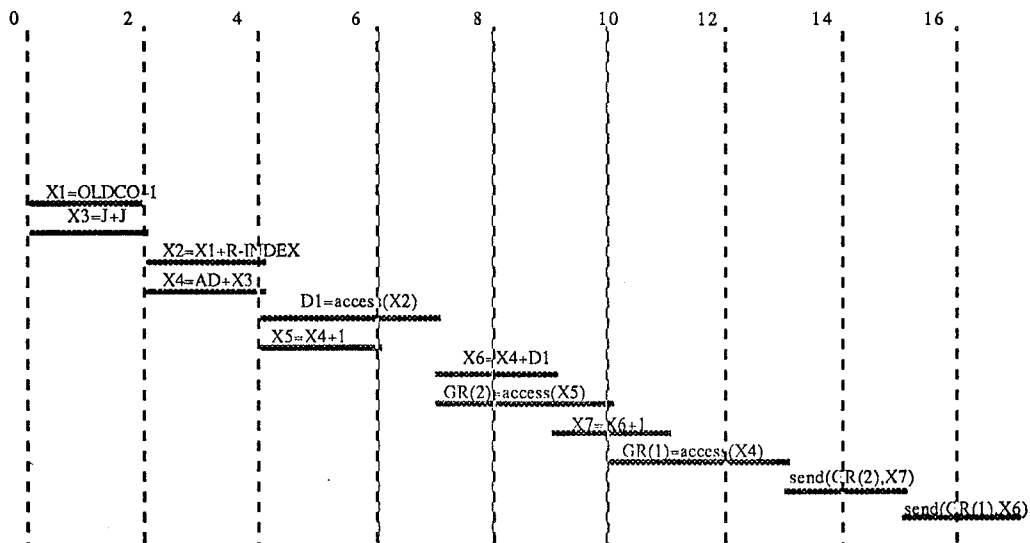 0 2 4 6 8 10 12 14 16
X1=OLDCO-1
X3=J+J
X2=X1+R-INDEX
X4=AD+X3
D1=access(X2)
X5=X4+1
X6=X4+D1
GR(2)=access(X5)
X7=X6+1
GR(1)=access(X4)
send(GR(2),X7)
send(GR(1),X6)